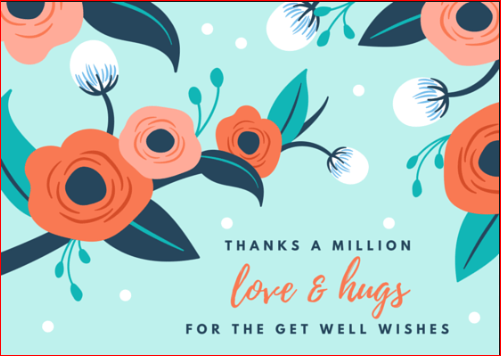 THANKS A MILLION
love & hugs
FOR THE GET WELL WISHES